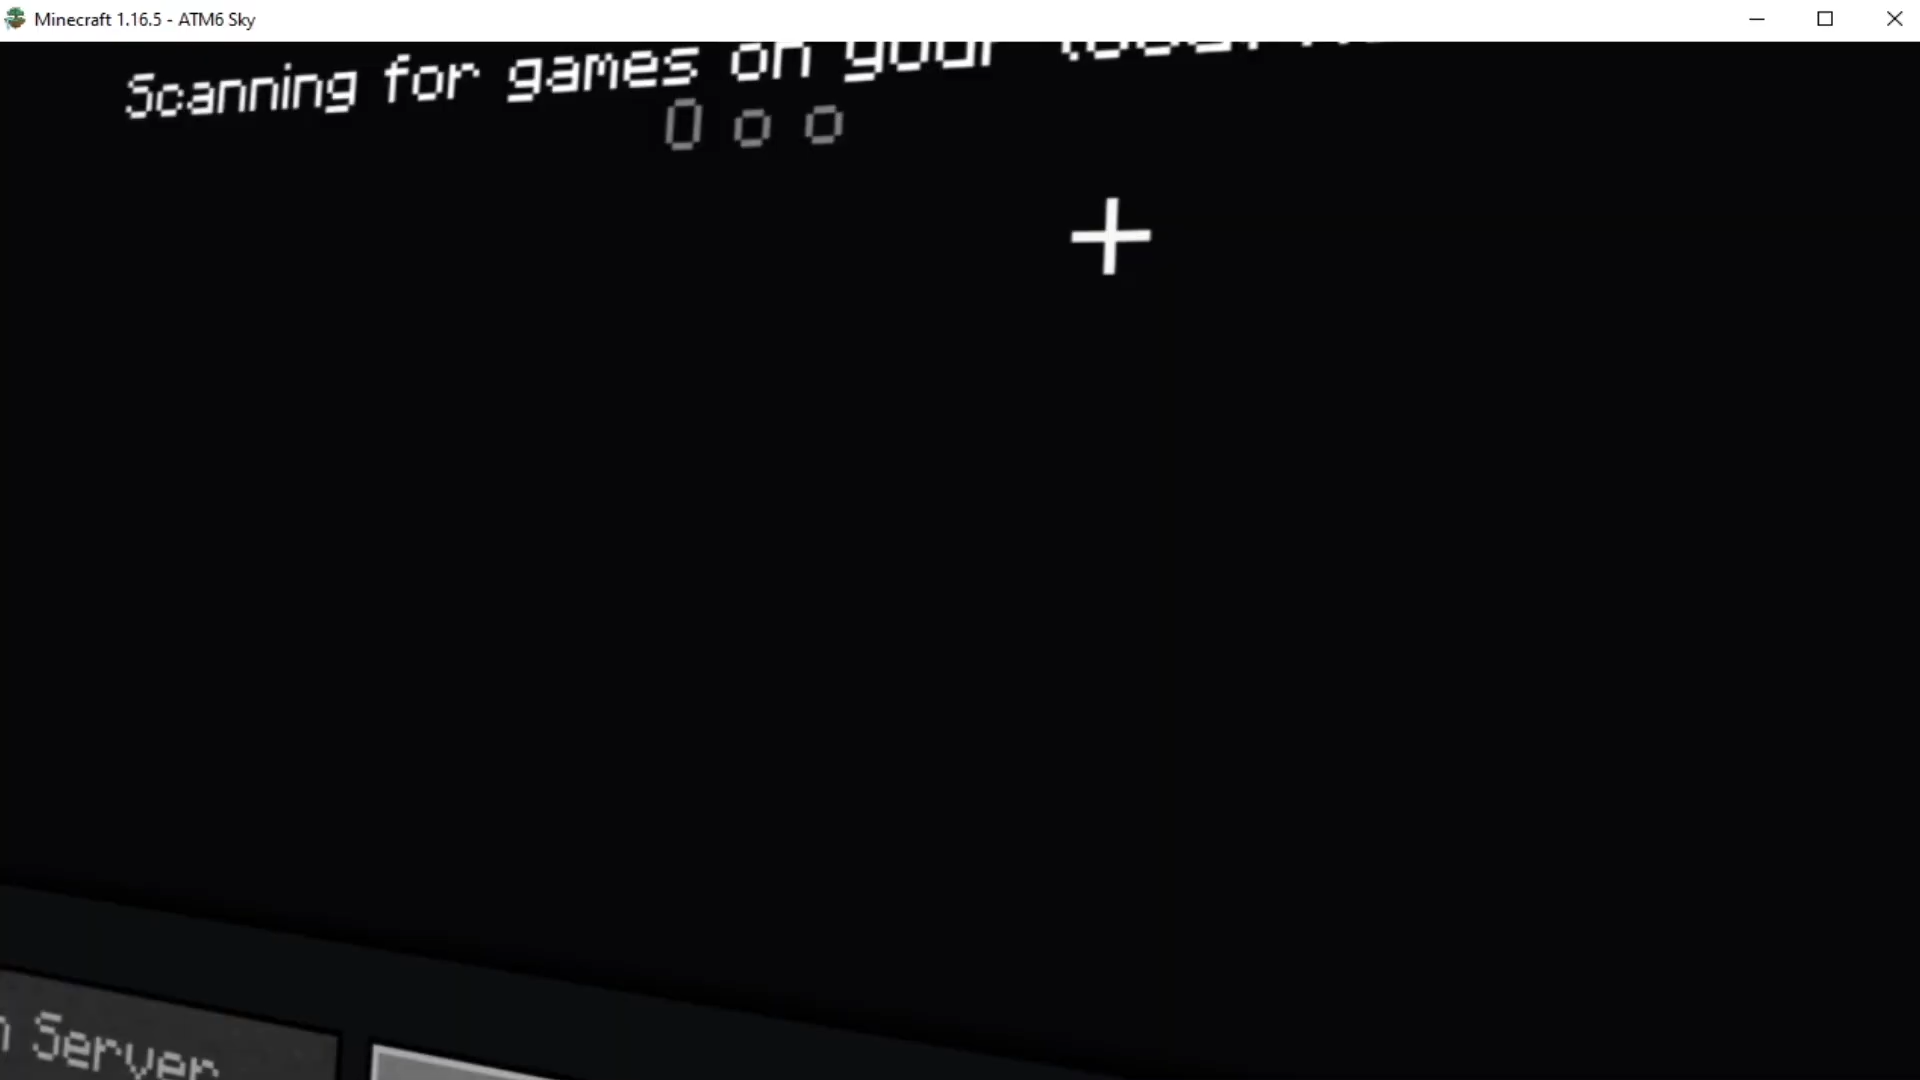 Minecraft 1.16.5 - ATM6 Sky
Scanning for games on your
O o o
Server